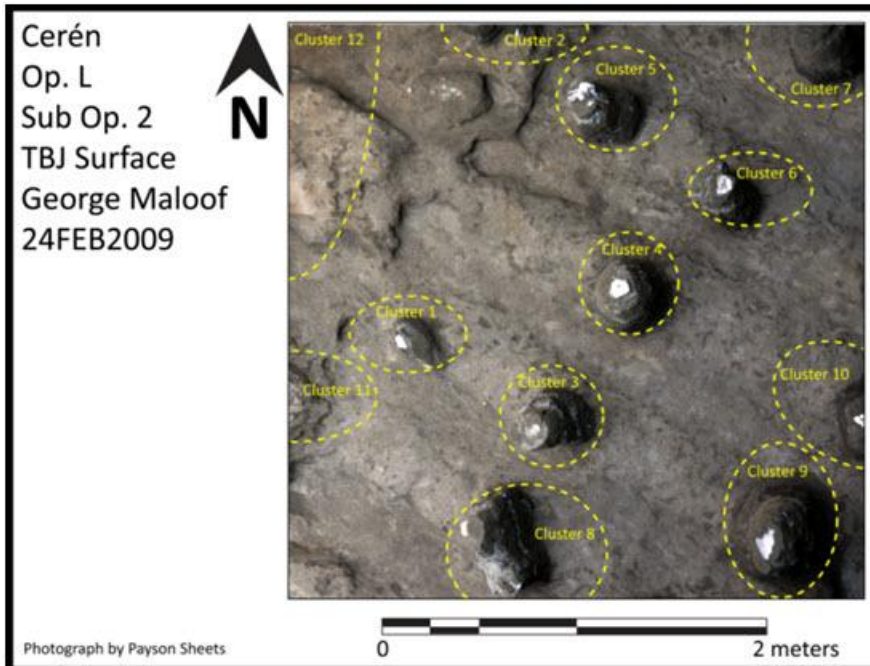 Cerén
Op. L
Sub Op. 2
TBJ Surface
George Maloof
24FEB2009
N
Cluster 12
Cluster 2
Cluster 5
Cluster 7
Cluster 6
Cluster 4
Cluster 1
Cluster 11
Cluster 3
Cluster 10
Cluster 9
Cluster 8
Photograph by Payson Sheets
0
2 meters